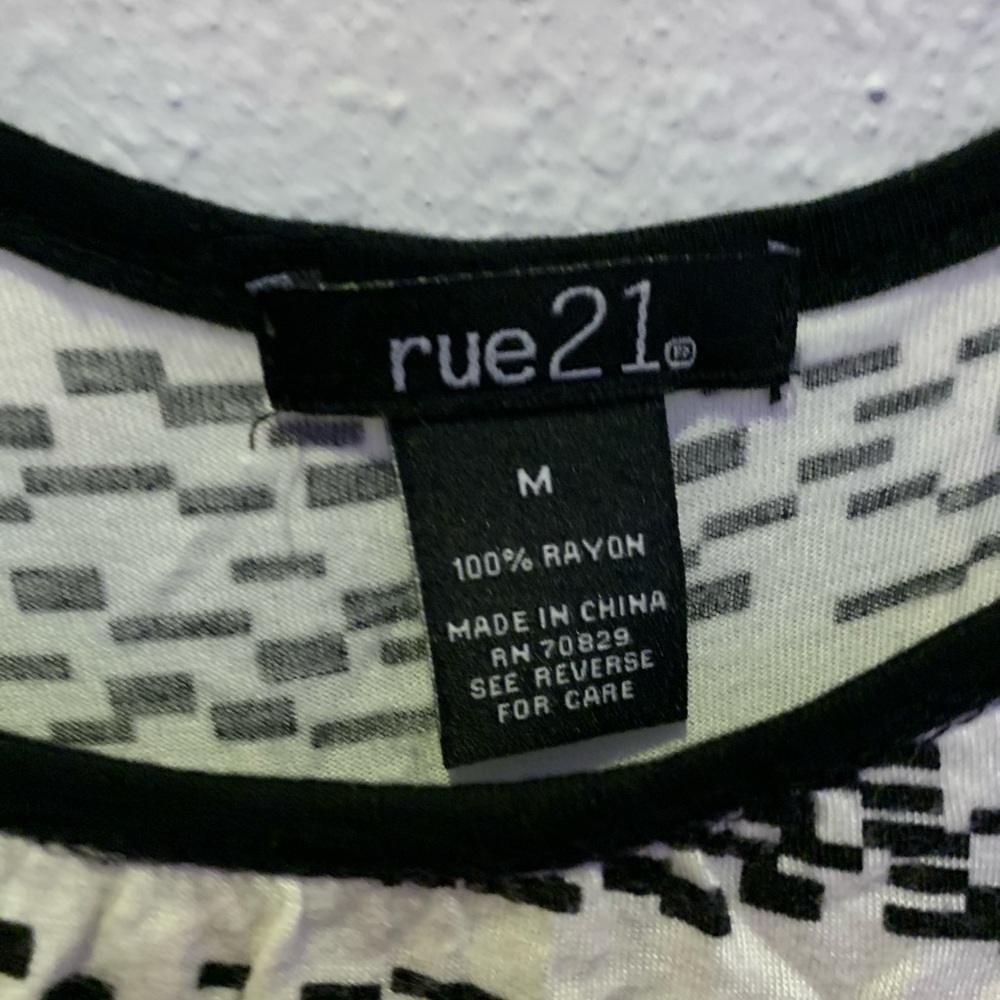 rue21®
M
100% RAYON
MADE IN CHINA
RN 70829
SEE REVERSE
FOR CARE